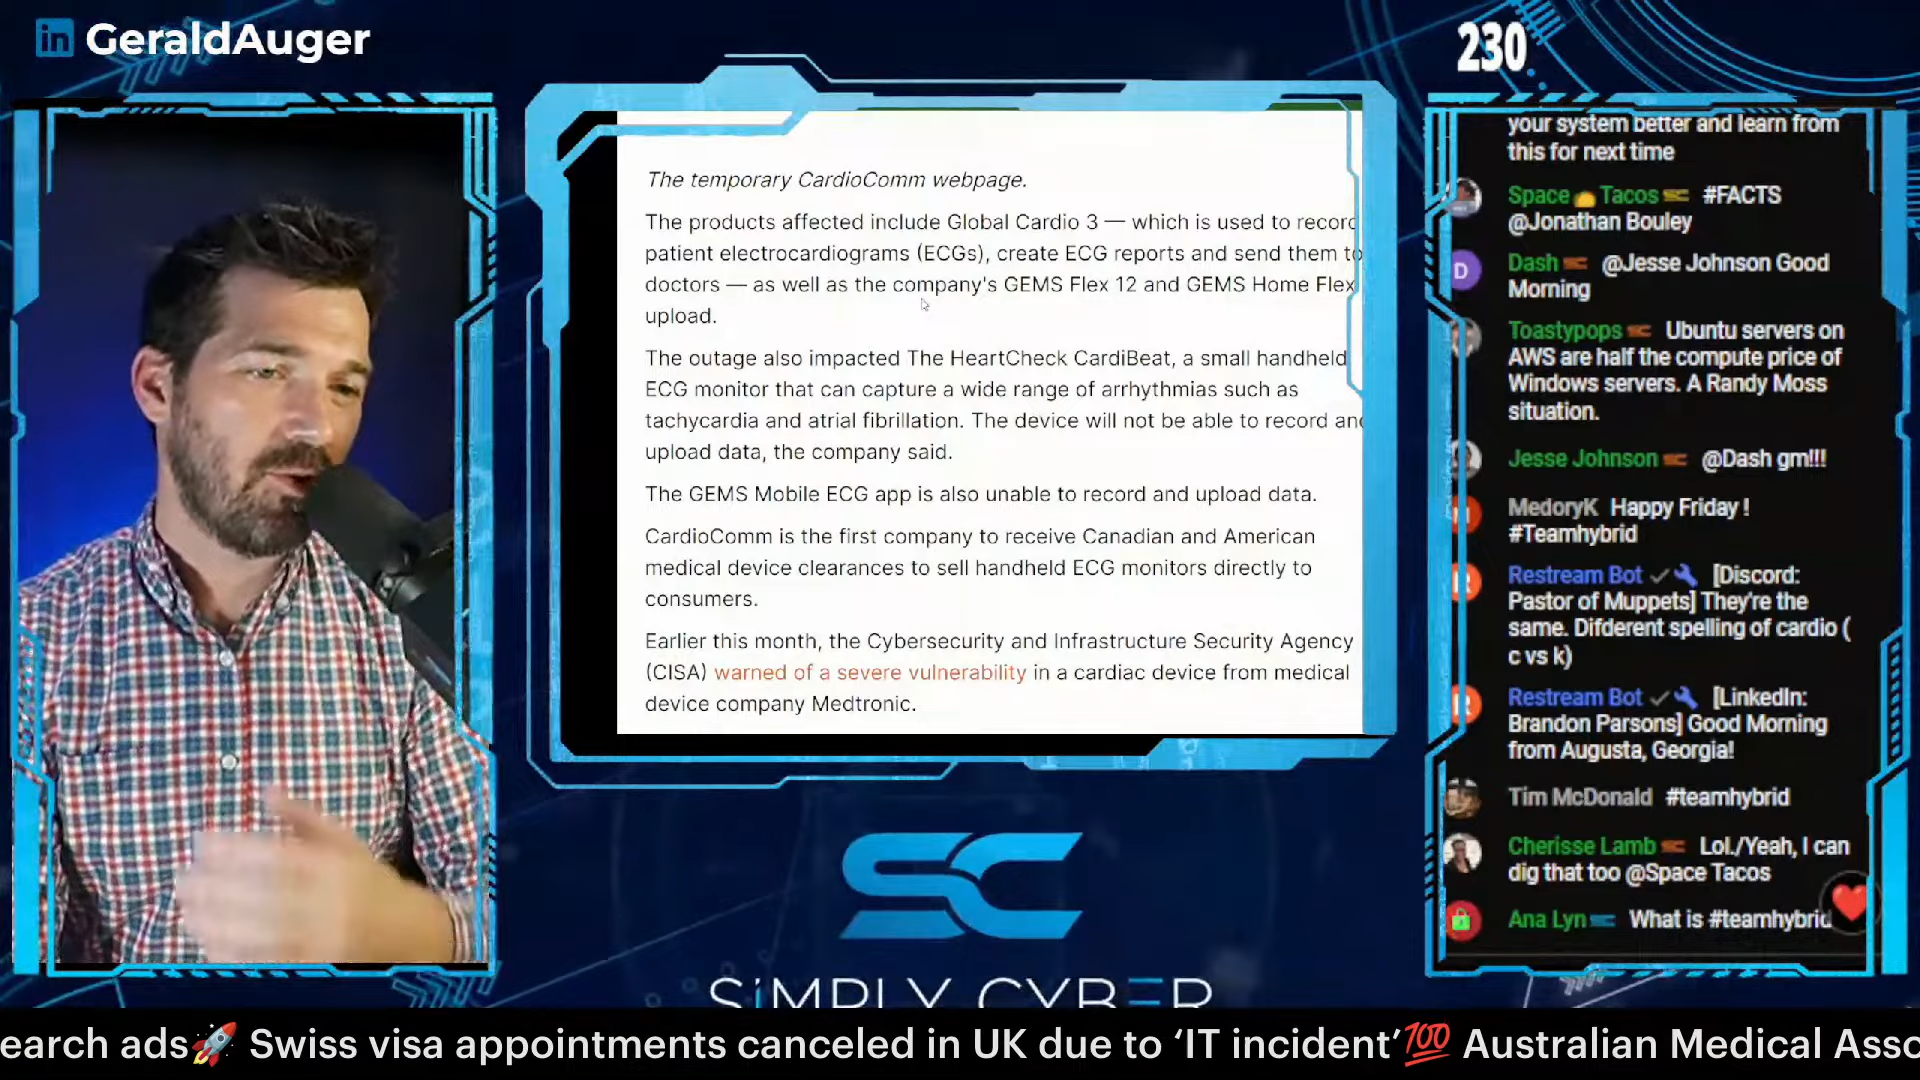 in GeraldAuger
230
The temporary CardioComm webpage.
The products affected include Global Cardio 3 — which is used to record
patient electrocardiograms (ECGs), create ECG reports and send them to
doctors — as well as the company's GEMS Flex 12 and GEMS Home Flex
upload.
The outage also impacted The HeartCheck CardiBeat, a small handheld
ECG monitor that can capture a wide range of arrhythmias such as
tachycardia and atrial fibrillation. The device will not be able to record and
upload data, the company said.
The GEMS Mobile ECG app is also unable to record and upload data.
CardioComm is the first company to receive Canadian and American
medical device clearances to sell handheld ECG monitors directly to
consumers.
Earlier this month, the Cybersecurity and Infrastructure Security Agency
(CISA) warned of a severe vulnerability in a cardiac device from medical
device company Medtronic.
your system better and learn from
this for next time
Space Tacos #FACTS
@Jonathan Bouley
D
Dash @Jesse Johnson Good
Morning
Toastypops Ubuntu servers on
AWS are half the compute price of
Windows servers. A Randy Moss
situation.
Jesse Johnson @Dash gm!!!
MedoryK Happy Friday !
#Teamhybrid
Restream Bot [Discord:
Pastor of Muppets] They're the
same. Difderent spelling of cardio (
c vs k)
Restream Bot [LinkedIn:
Brandon Parsons] Good Morning
from Augusta, Georgia!
Tim McDonald #teamhybrid
Cherisse Lamb Lol./Yeah, I can
dig that too @Space Tacos
Ana Lyn What is #teamhybrid
SC
SiMPLY CYBER
earch ads🚀 Swiss visa appointments canceled in UK due to ‘IT incident’💯 Australian Medical Asso